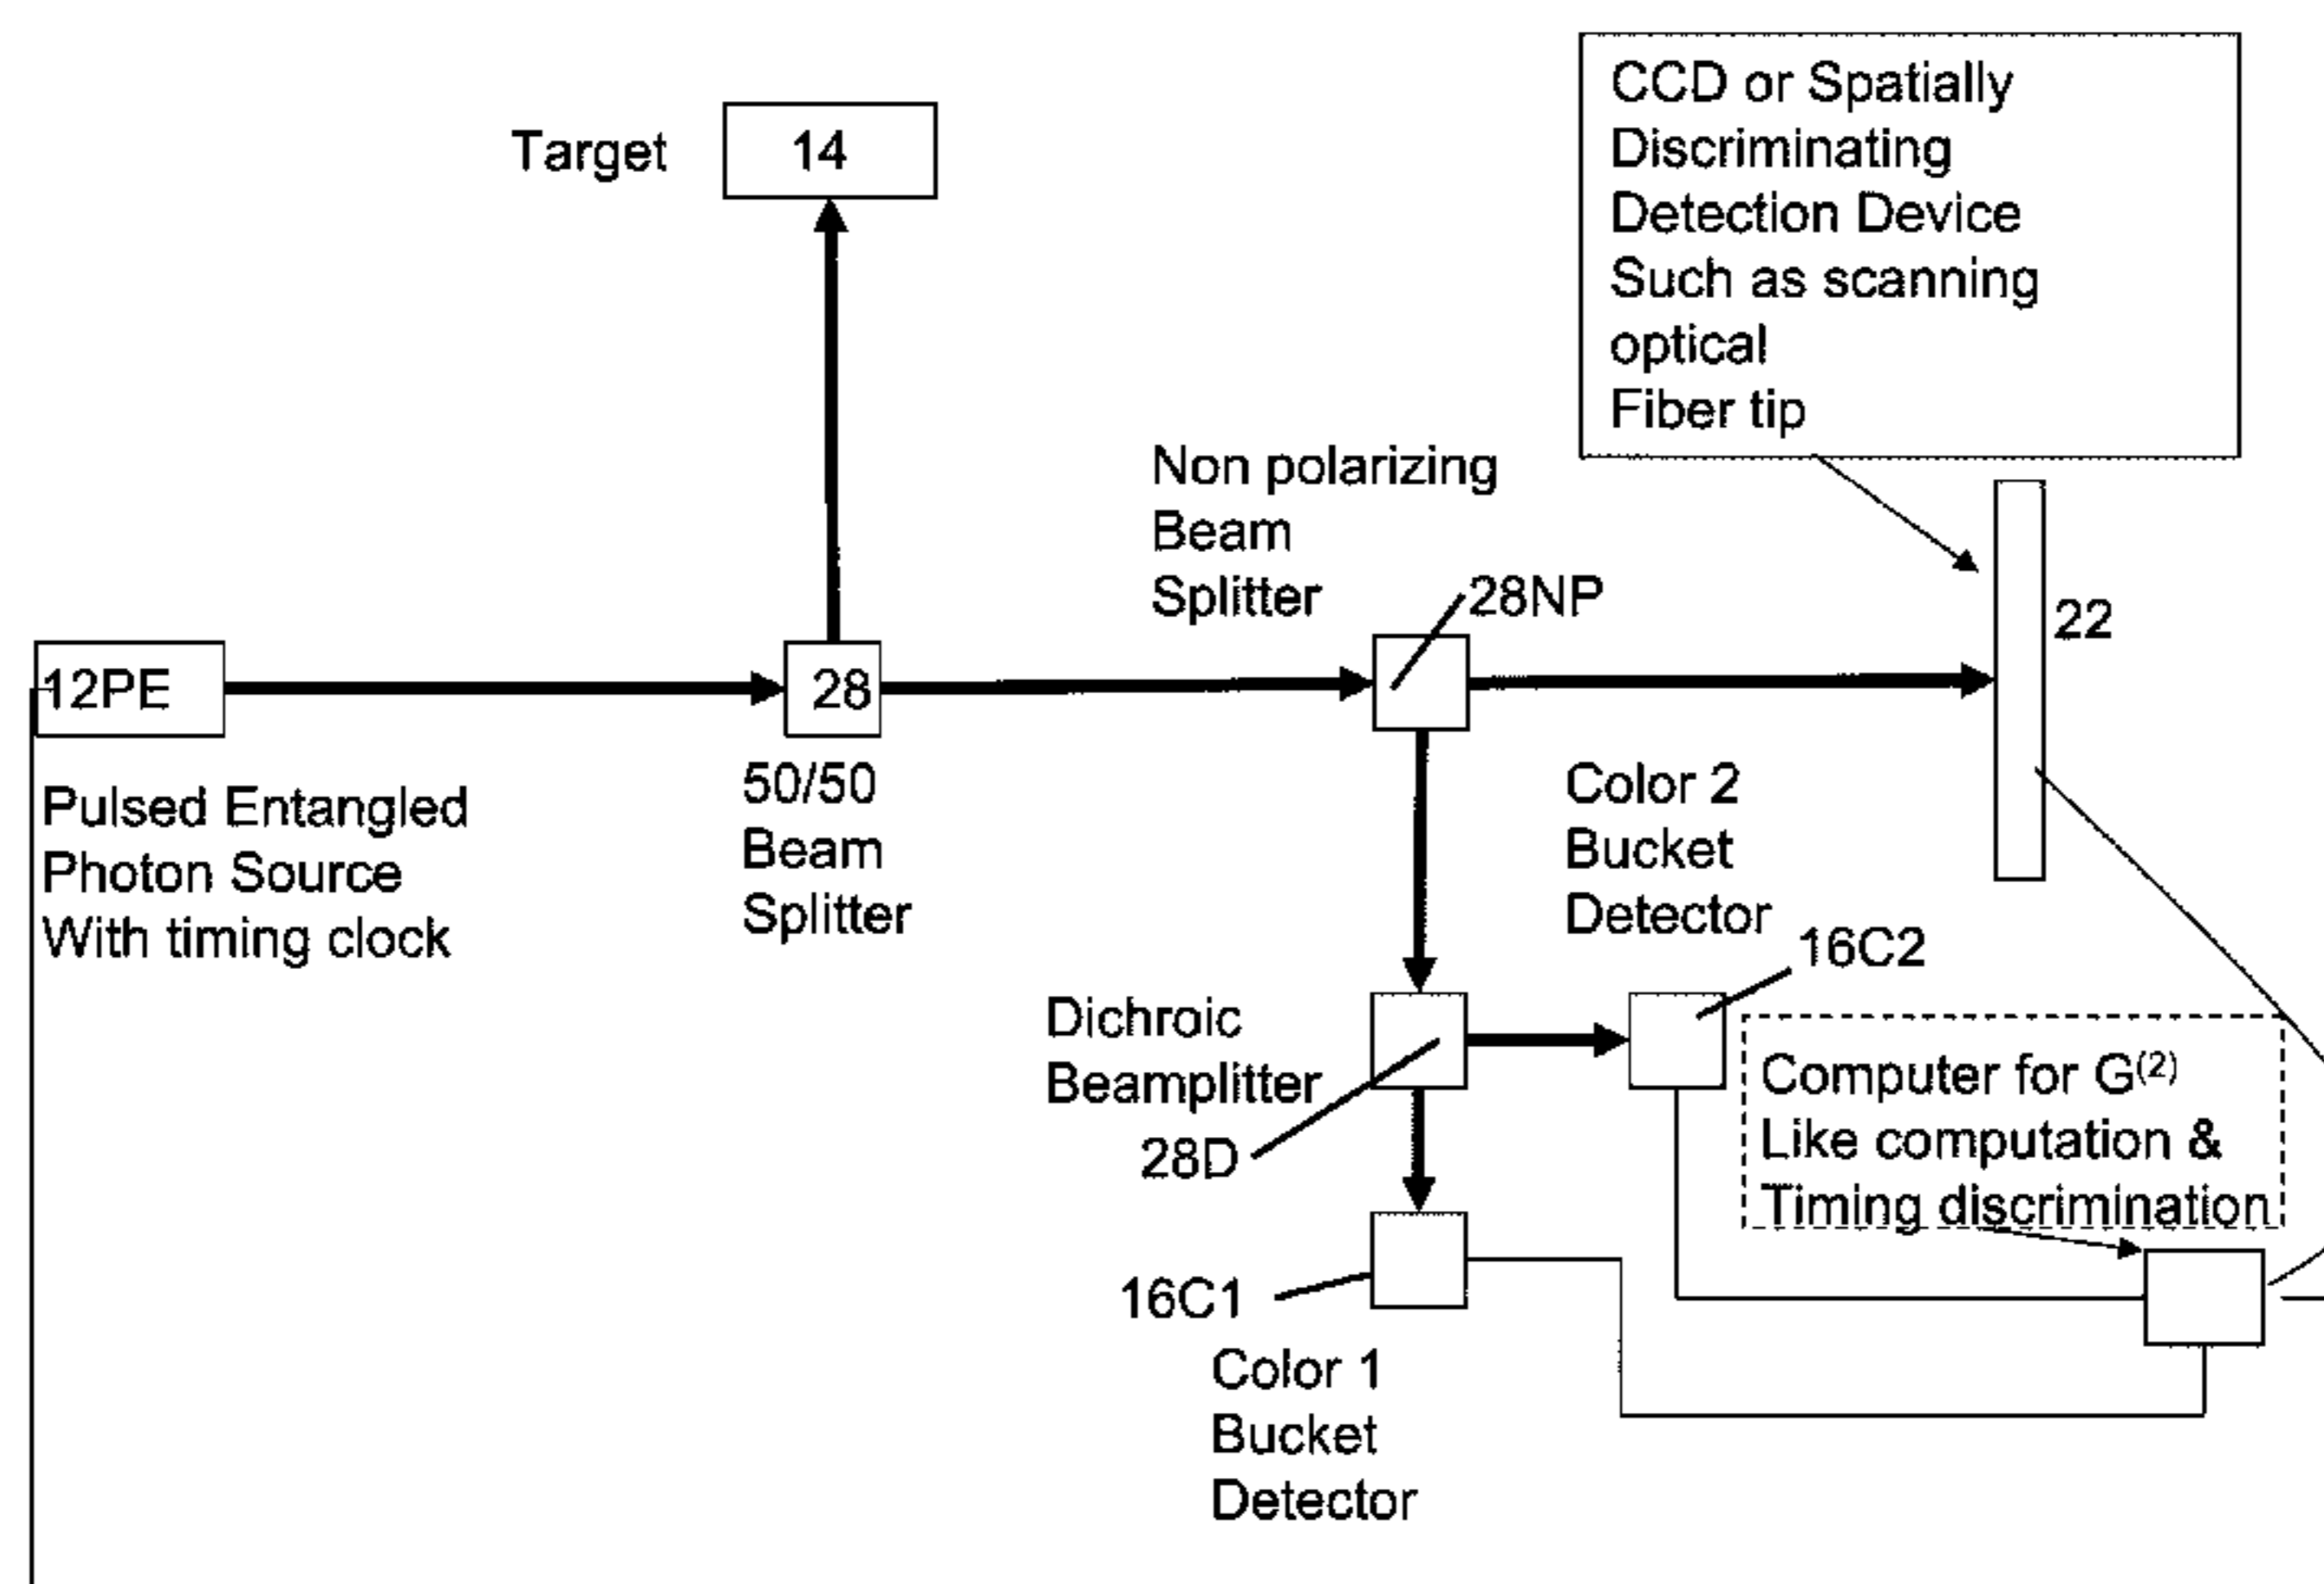 CCD or Spatially
Discriminating
Detection Device
Such as scanning
optical
Fiber tip
Target
14
Non polarizing
Beam
Splitter
28NP
22
12PE
28
Pulsed Entangled
Photon Source
With timing clock
50/50
Beam
Splitter
Color 2
Bucket
Detector
16C2
Dichroic
Beamplitter
28D
Computer for G⁽²⁾
Like computation &
Timing discrimination
16C1
Color 1
Bucket
Detector